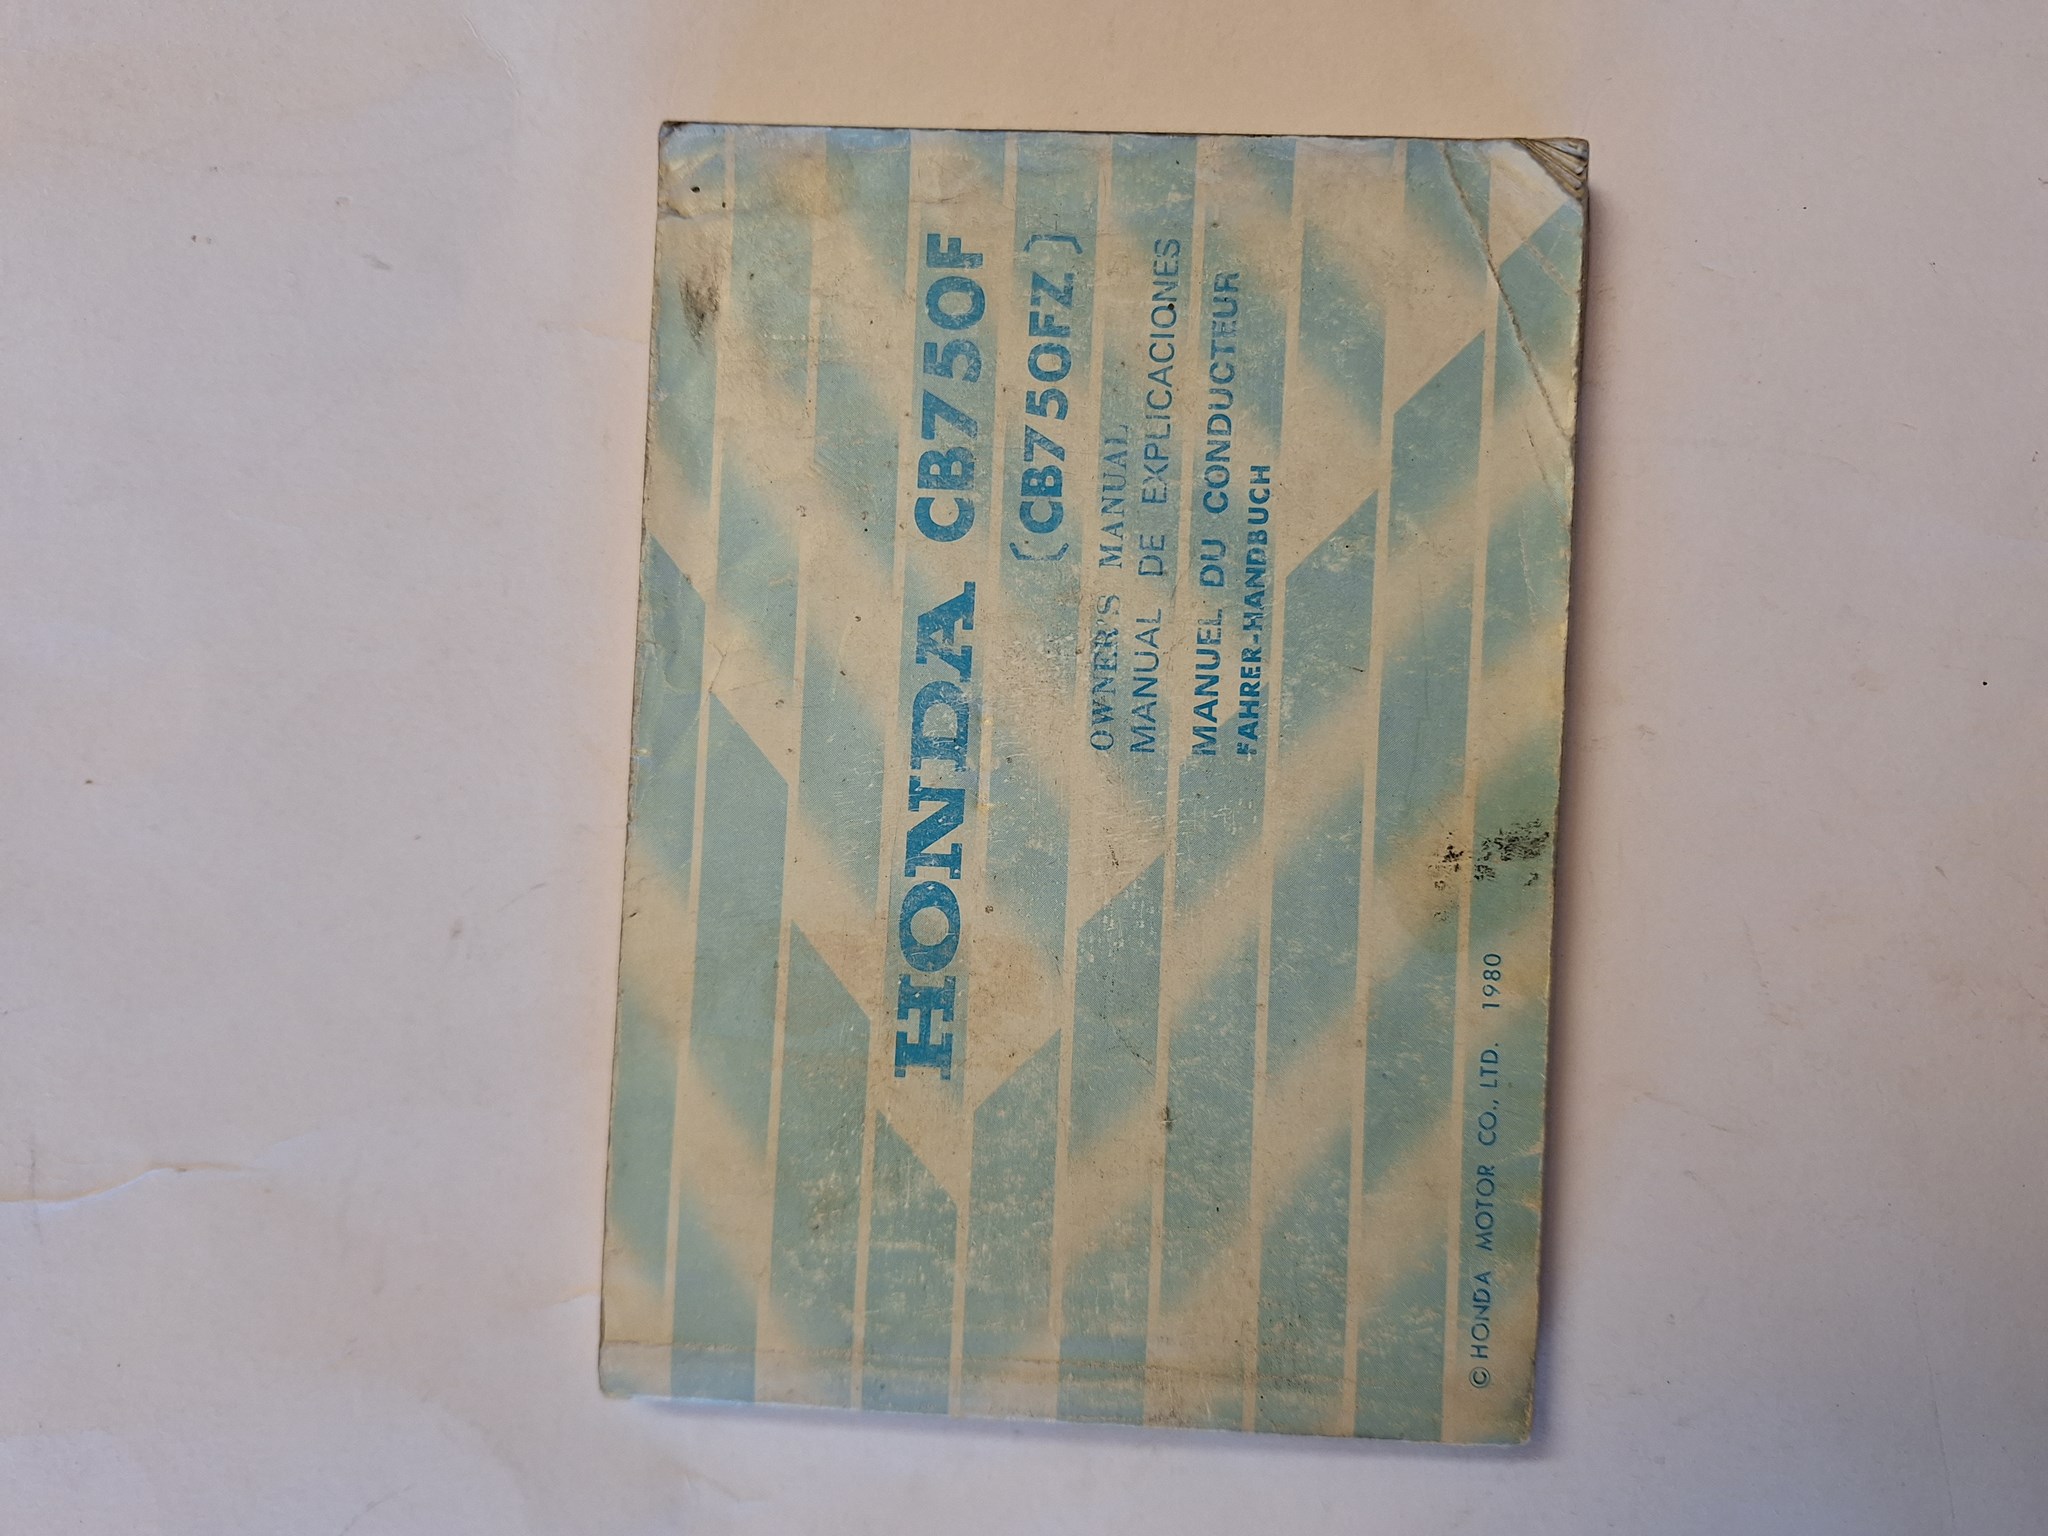 HONDA CB750F
(CB750FZ)
OWNER'S MANUAL
MANUAL DE EXPLICACIONES
MANUEL DU CONDUCTEUR
FAHRER-HANDBUCH
© HONDA MOTOR CO., LTD. 1980